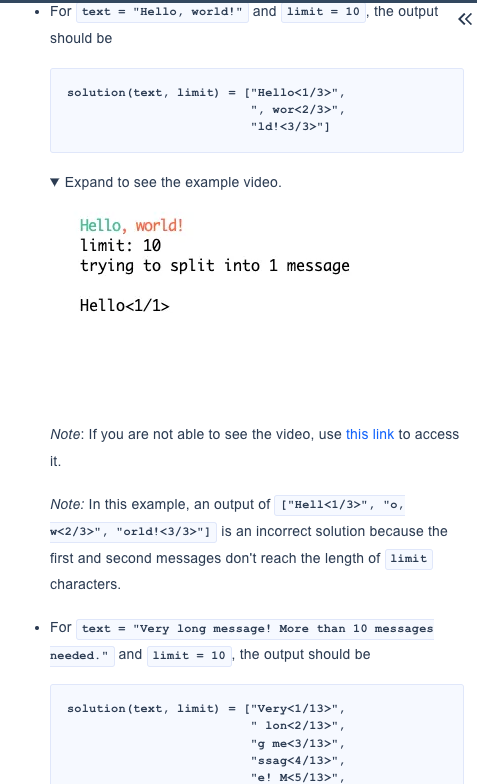 • For text = "Hello, world!" and limit = 10, the output
should be
solution(text, limit) = ["Hello<1/3>",
", wor<2/3>",
"ld!<3/3>"]
▼ Expand to see the example video.
Hello, world!
limit: 10
trying to split into 1 message
Hello<1/1>
Note: If you are not able to see the video, use this link to access
it.
Note: In this example, an output of ["Hell<1/3>", "o,
w<2/3>", "orld!<3/3>"] is an incorrect solution because the
first and second messages don't reach the length of limit
characters.
• For text = "Very long message! More than 10 messages
needed." and limit = 10, the output should be
solution(text, limit) = ["Very<1/13>",
" lon<2/13>",
"g me<3/13>",
"ssag<4/13>",
"e! M<5/13>",